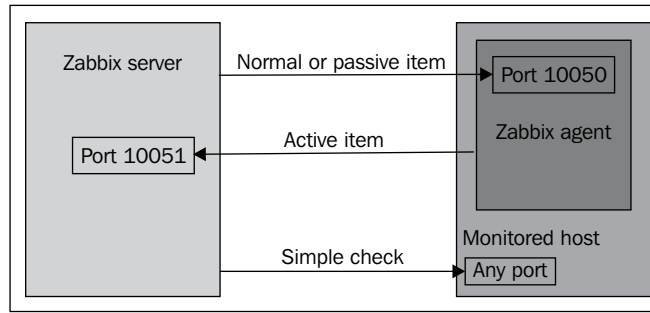 Zabbix server
Normal or passive item
Port 10050
Zabbix agent
Active item
Port 10051
Monitored host
Simple check
Any port